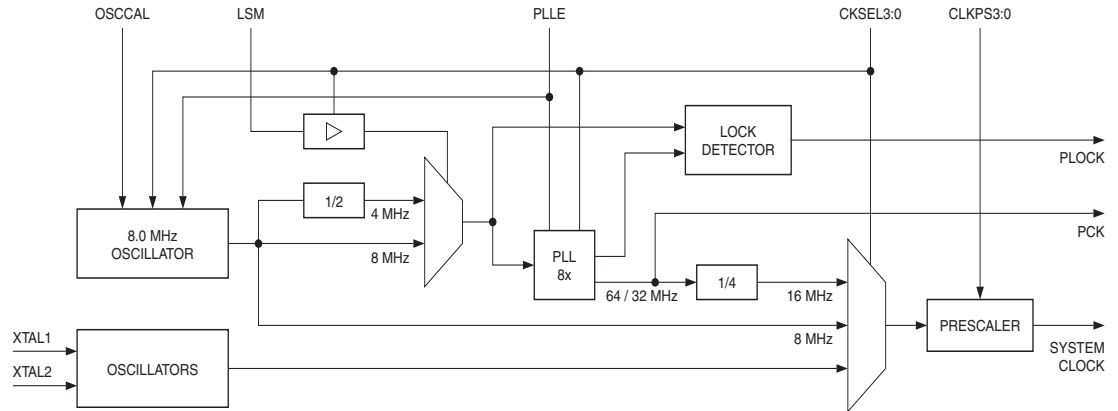 OSCCAL
LSM
PLLE
CKSEL3:0
CLKPS3:0
LOCK
DETECTOR
PLOCK
1/2
4 MHz
8.0 MHz
OSCILLATOR
8 MHz
PLL
8x
PCK
64 / 32 MHz
1/4
16 MHz
8 MHz
PRESCALER
SYSTEM
CLOCK
XTAL1
XTAL2
OSCILLATORS